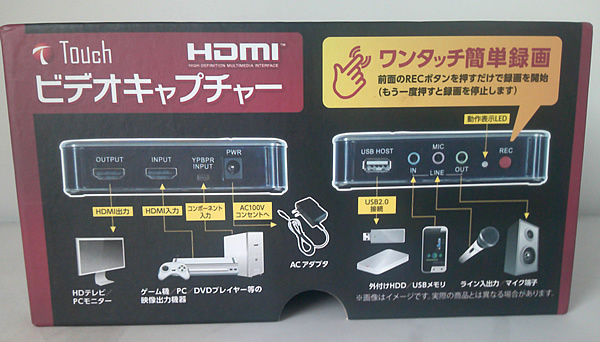 Touch
HDMI™
HIGH-DEFINITION MULTIMEDIA INTERFACE
ビデオキャプチャー
ワンタッチ簡単録画
前面のRECボタンを押すだけで録画を開始
(もう一度押すと録画を停止します)
OUTPUT
INPUT
YPBPR
INPUT
PWR
HDMI出力
HDMI入力
コンポーネント
入力
AC100V
コンセントへ
ACアダプタ
HDテレビ/
PCモニター
ゲーム機/PC/DVDプレイヤー等の
映像出力機器
動作表示LED
USB HOST
MIC
REC
IN
LINE
OUT
USB2.0
接続
外付けHDD/USBメモリ
ライン入出力
マイク端子
※画像はイメージです。実際の商品とは異なる場合があります。